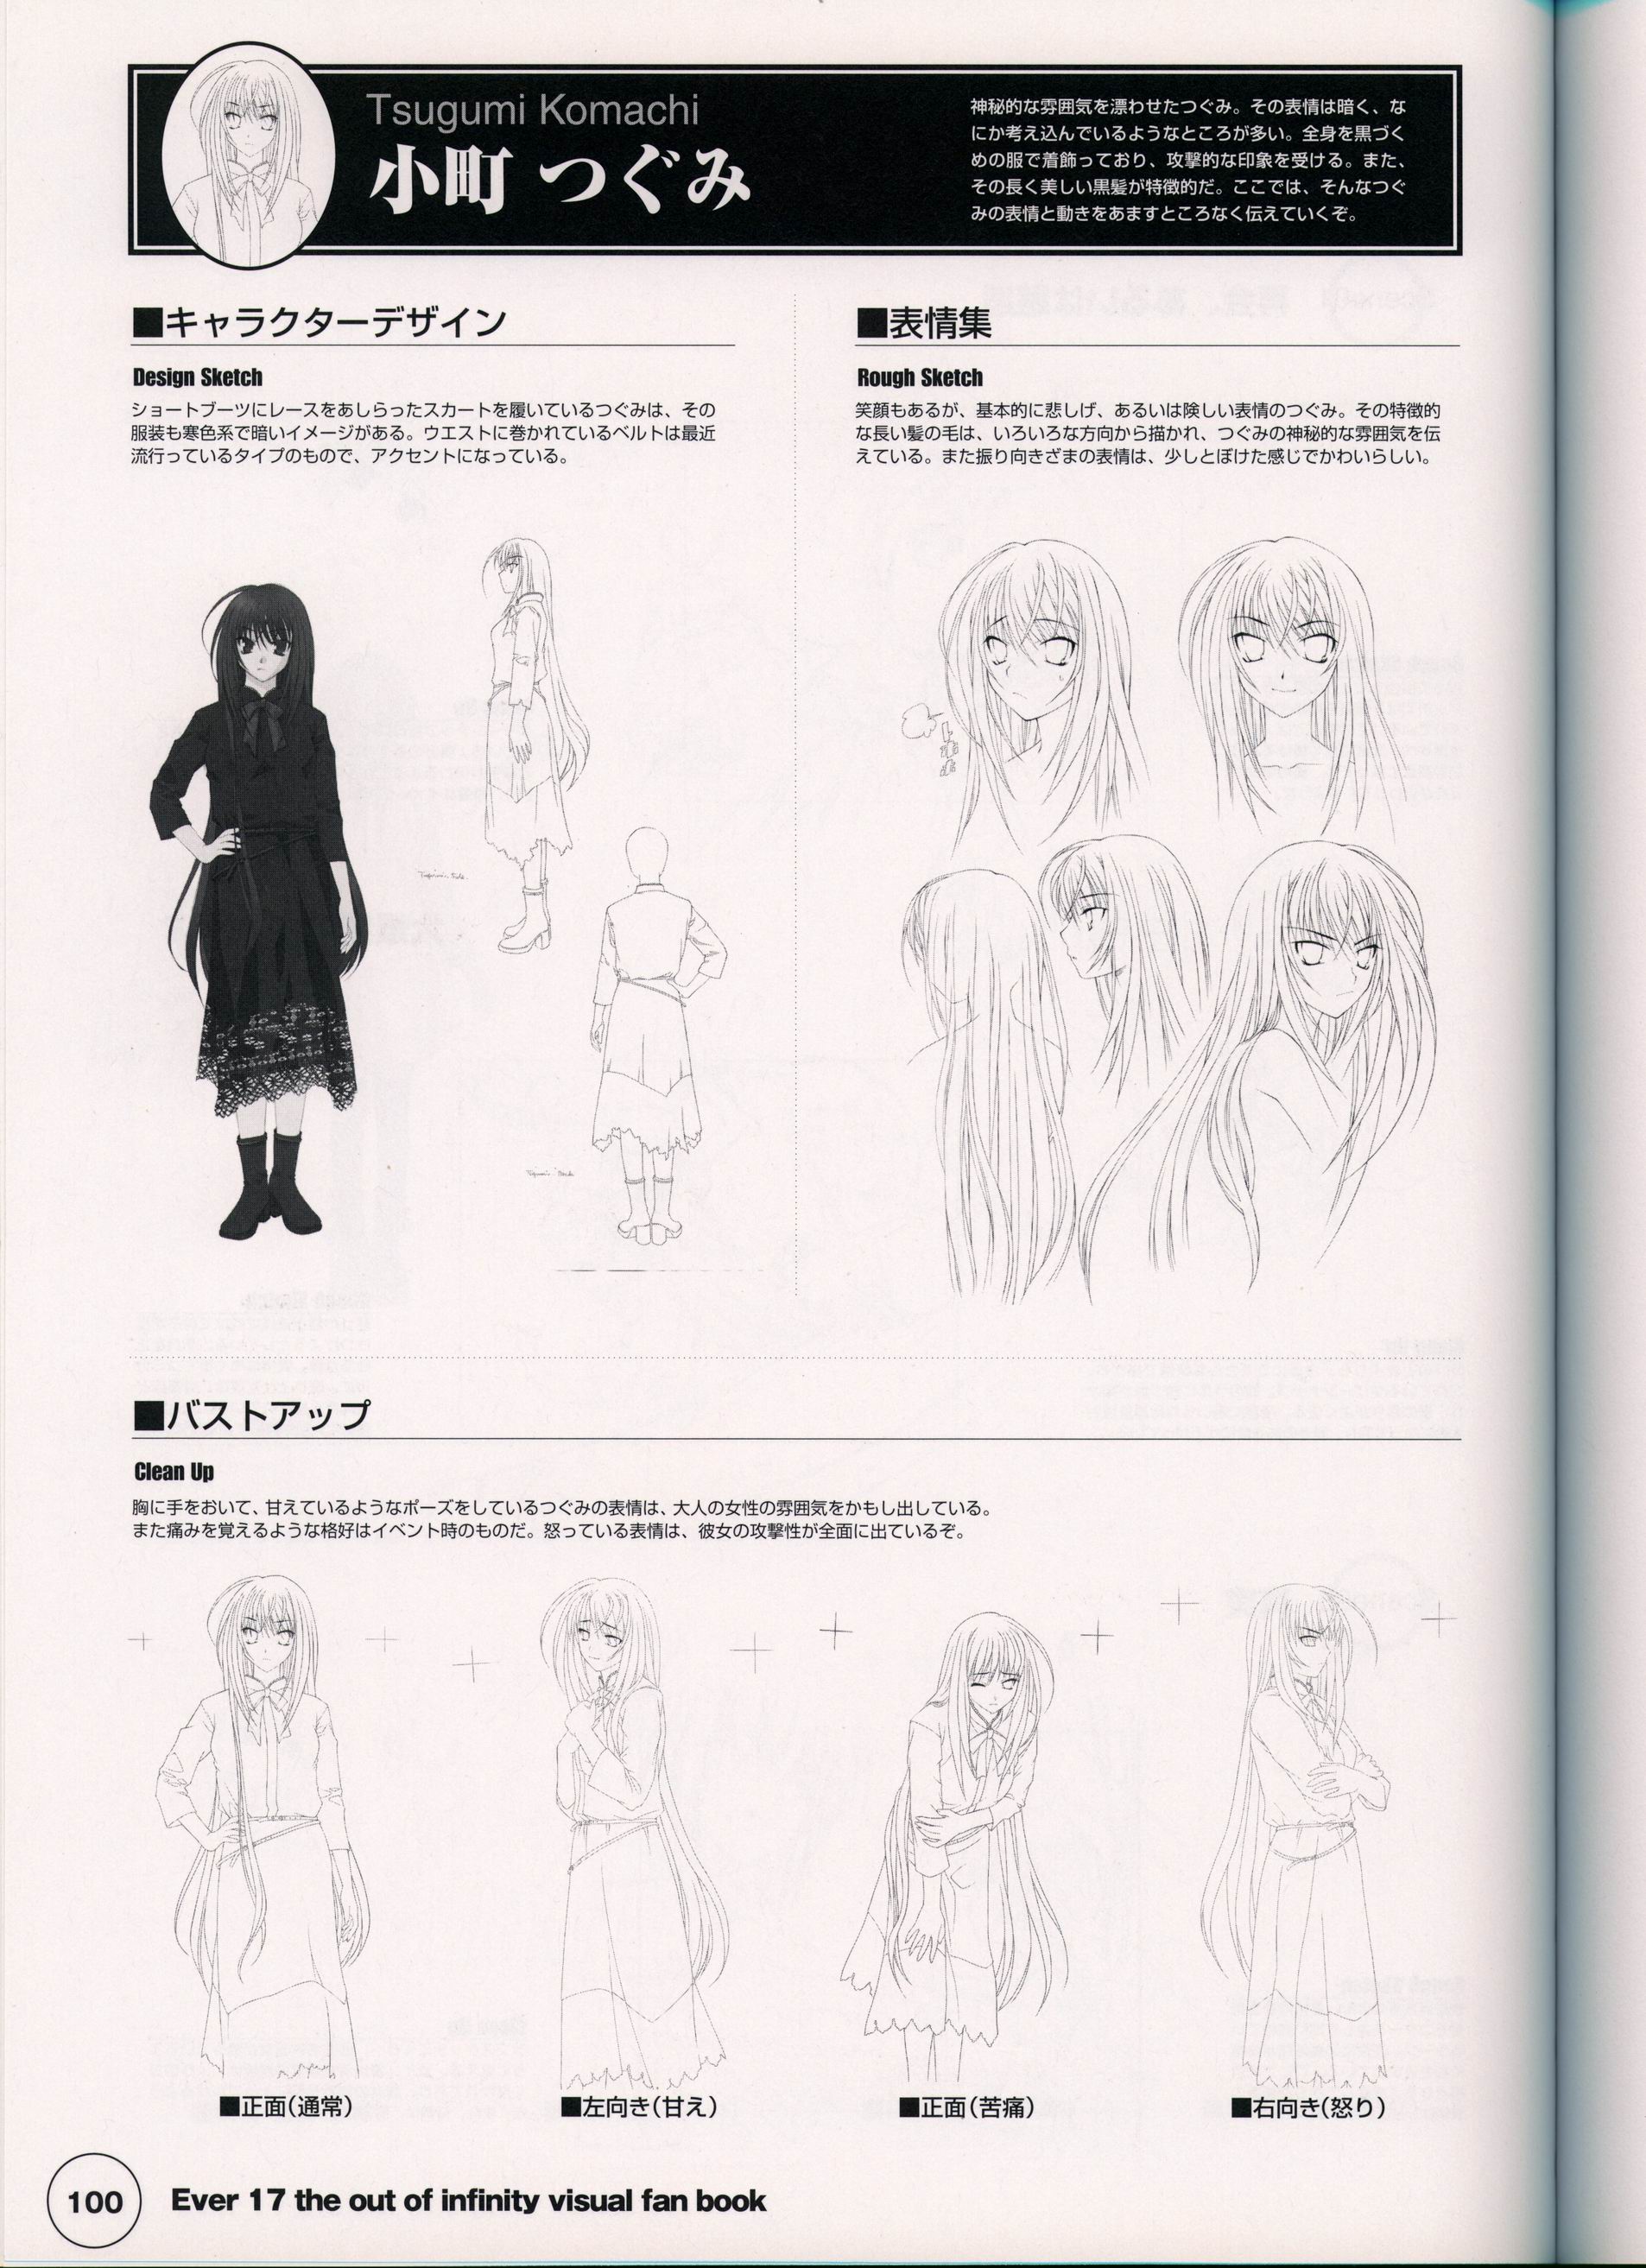 Tsugumi Komachi
小町 つぐみ
神秘的な雰囲気を漂わせたつぐみ。その表情は暗く、な
にか考え込んでいるようなところが多い。全身を黒づく
めの服で着飾っており、攻撃的な印象を受ける。また、
その長く美しい黒髪が特徴的だ。ここでは、そんなつぐ
みの表情と動きをあますところなく伝えていくぞ。
■キャラクターデザイン
Design Sketch
ショートブーツにレースをあしらったスカートを履いているつぐみは、その
服装も寒色系で暗いイメージがある。ウエストに巻かれているベルトは最近
流行っているタイプのもので、アクセントになっている。
■表情集
Rough Sketch
笑顔もあるが、基本的に悲しげ、あるいは険しい表情のつぐみ。その特徴的
な長い髪の毛は、いろいろな方向から描かれ、つぐみの神秘的な雰囲気を伝
えている。また振り向きざまの表情は、少しとぼけた感じでかわいらしい。
トホホ
■バストアップ
Clean Up
胸に手をおいて、甘えているようなポーズをしているつぐみの表情は、大人の女性の雰囲気をかもし出している。
また痛みを覚えるような格好はイベント時のものだ。怒っている表情は、彼女の攻撃性が全面に出ているぞ。
■正面(通常)
■左向き(甘え)
■正面(苦痛)
■右向き(怒り)
100
Ever 17 the out of infinity visual fan book